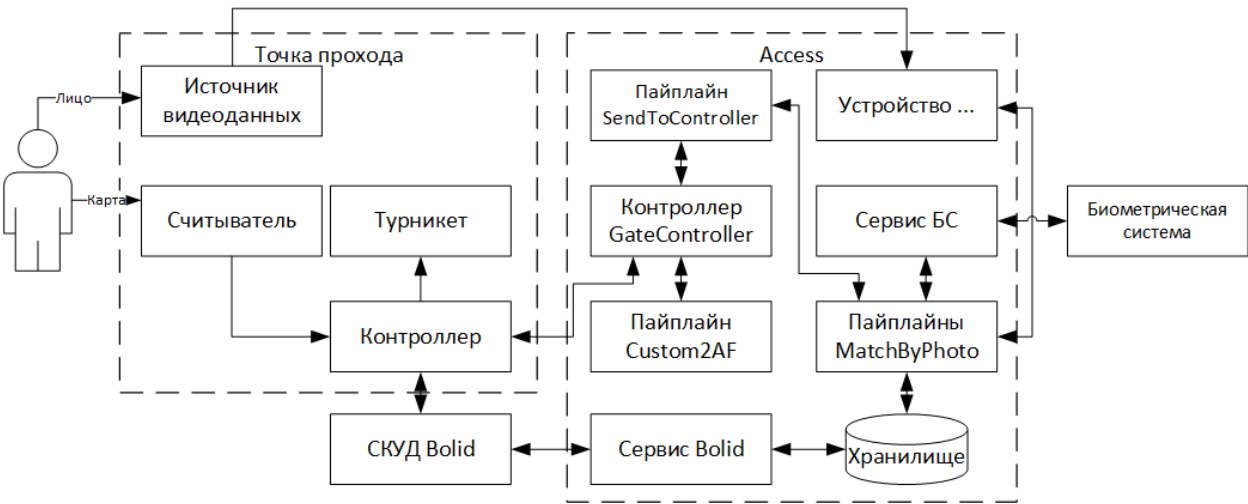 Точка прохода
Access
Лицо
Источник
видеоданных
Пайплайн
SendToController
Устройство ...
Карта
Считыватель
Турникет
Контроллер
GateController
Сервис БС
Биометрическая
система
Контроллер
Пайплайн
Custom2AF
Пайплайны
MatchByPhoto
СКУД Bolid
Сервис Bolid
Хранилище